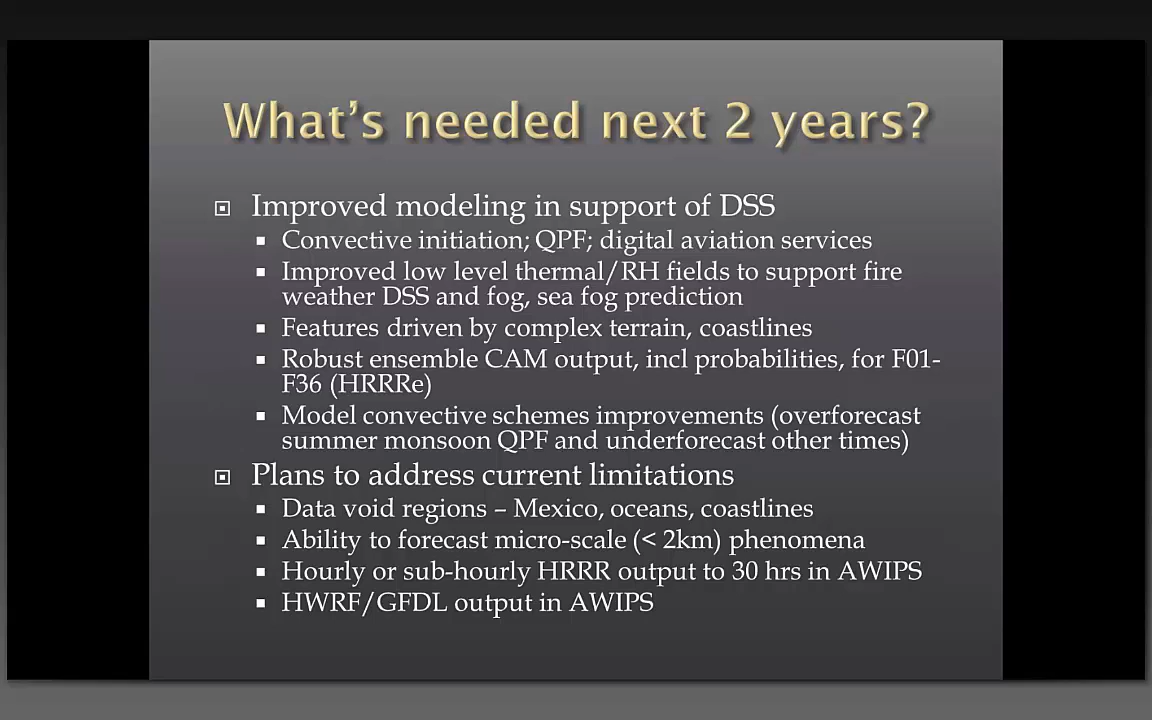 What's needed next 2 years?
Improved modeling in support of DSS
Convective initiation; QPF; digital aviation services
Improved low level thermal/RH fields to support fire
weather DSS and fog, sea fog prediction
Features driven by complex terrain, coastlines
Robust ensemble CAM output, incl probabilities, for F01-
F36 (HRRRe)
Model convective schemes improvements (overforecast
summer monsoon QPF and underforecast other times)
Plans to address current limitations
Data void regions – Mexico, oceans, coastlines
Ability to forecast micro-scale (< 2km) phenomena
Hourly or sub-hourly HRRR output to 30 hrs in AWIPS
HWRF/GFDL output in AWIPS